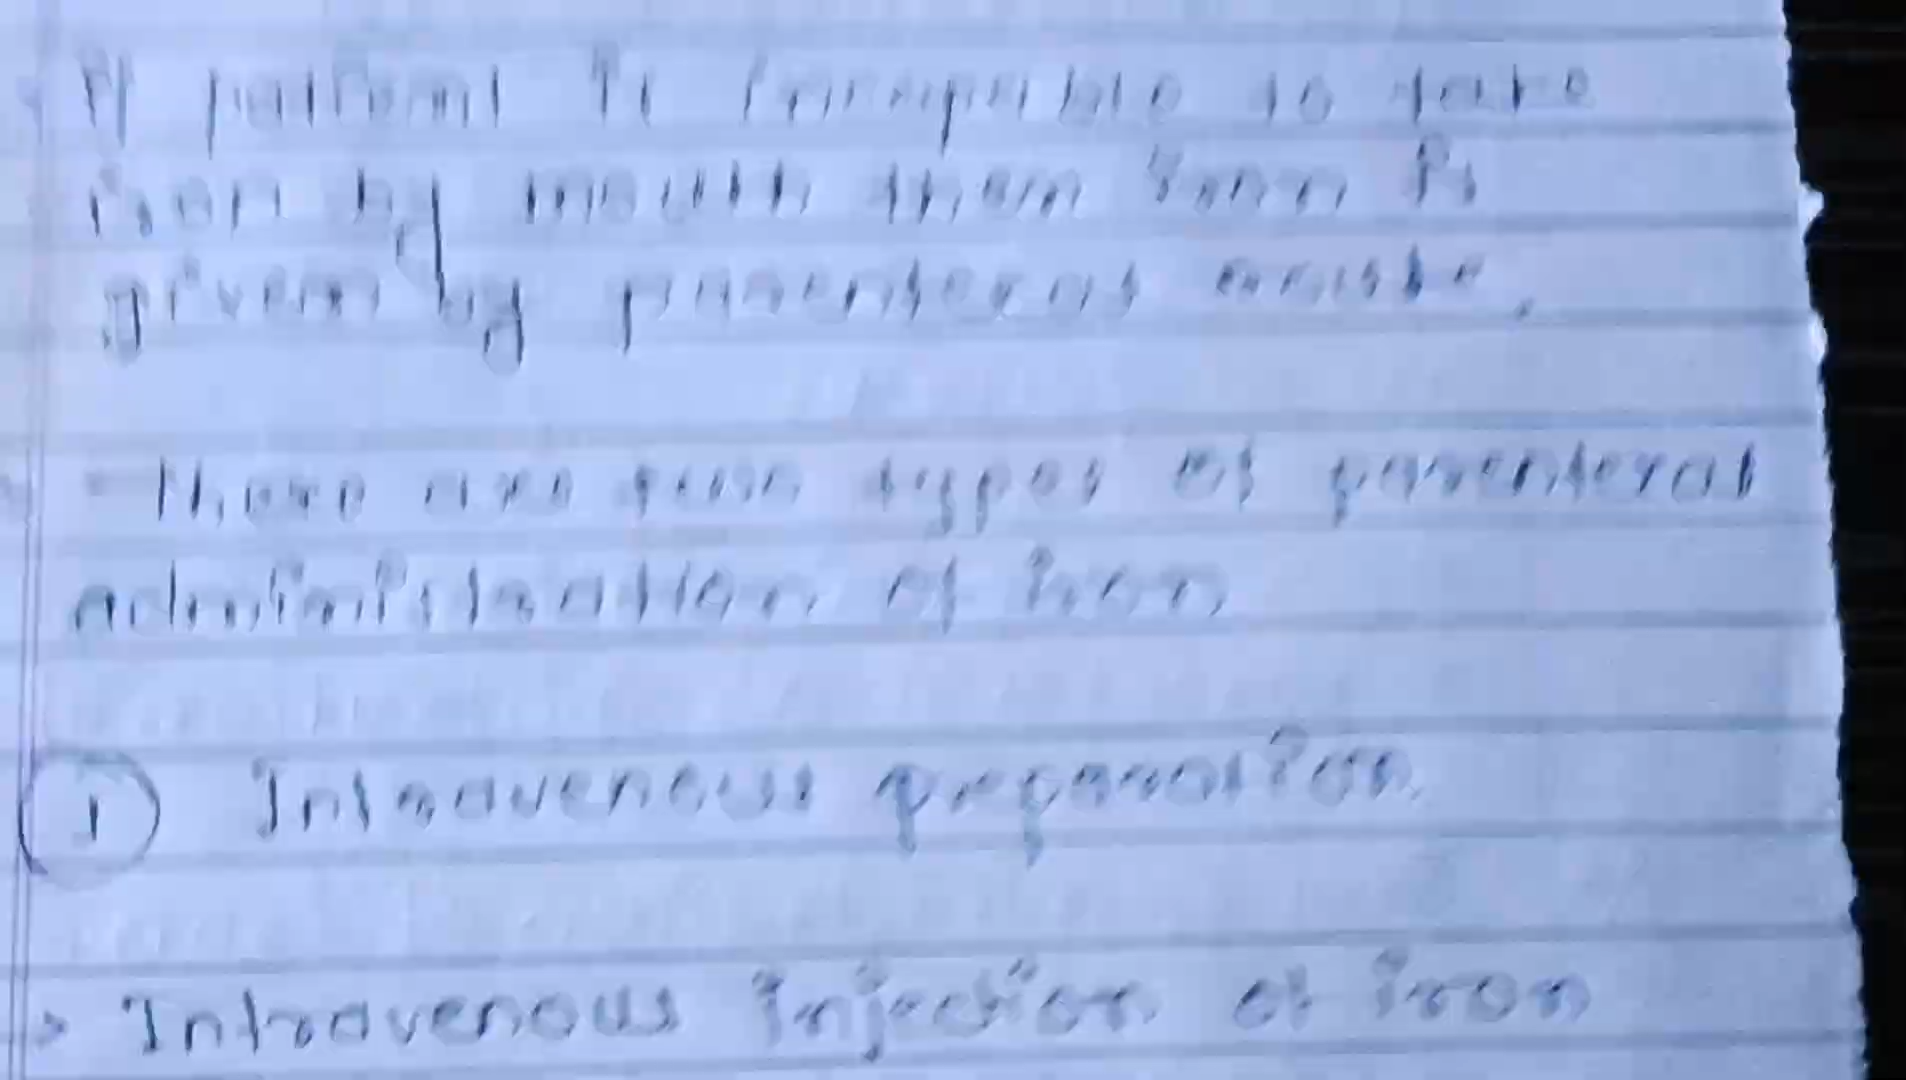 If patient is incapable to take
iron by mouth then iron is
given by parenteral route.
- There are two types of parenteral
administration of iron
1 Intravenous preparation
> Intravenous injection of iron